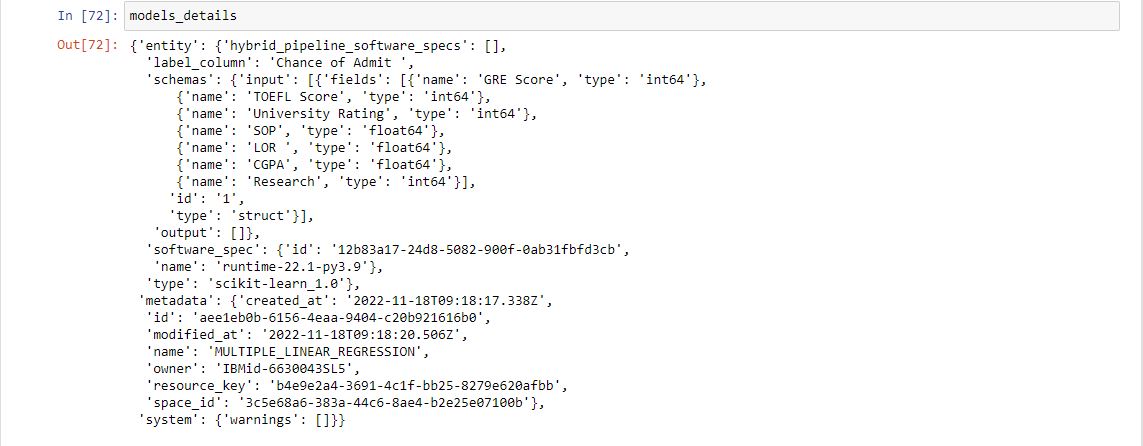 In [72]: models_details
Out[72]: {'entity': {'hybrid_pipeline_software_specs': [],
'label_column': 'Chance of Admit ',
'schemas': {'input': [{'fields': [{'name': 'GRE Score', 'type': 'int64'},
{'name': 'TOEFL Score', 'type': 'int64'},
{'name': 'University Rating', 'type': 'int64'},
{'name': 'SOP', 'type': 'float64'},
{'name': 'LOR ', 'type': 'float64'},
{'name': 'CGPA', 'type': 'float64'},
{'name': 'Research', 'type': 'int64'}],
'id': '1',
'type': 'struct'}],
'output': []},
'software_spec': {'id': '12b83a17-24d8-5082-900f-0ab31fbfd3cb',
'name': 'runtime-22.1-py3.9'},
'type': 'scikit-learn_1.0'},
'metadata': {'created_at': '2022-11-18T09:18:17.338Z',
'id': 'aee1eb0b-6156-4eaa-9404-c20b921616b0',
'modified_at': '2022-11-18T09:18:20.506Z',
'name': 'MULTIPLE_LINEAR_REGRESSION',
'owner': 'IBMid-6630043SL5',
'resource_key': 'b4e9e2a4-3691-4c1f-bb25-8279e620afbb',
'space_id': '3c5e68a6-383a-44c6-8ae4-b2e25e07100b'},
'system': {'warnings': []}}